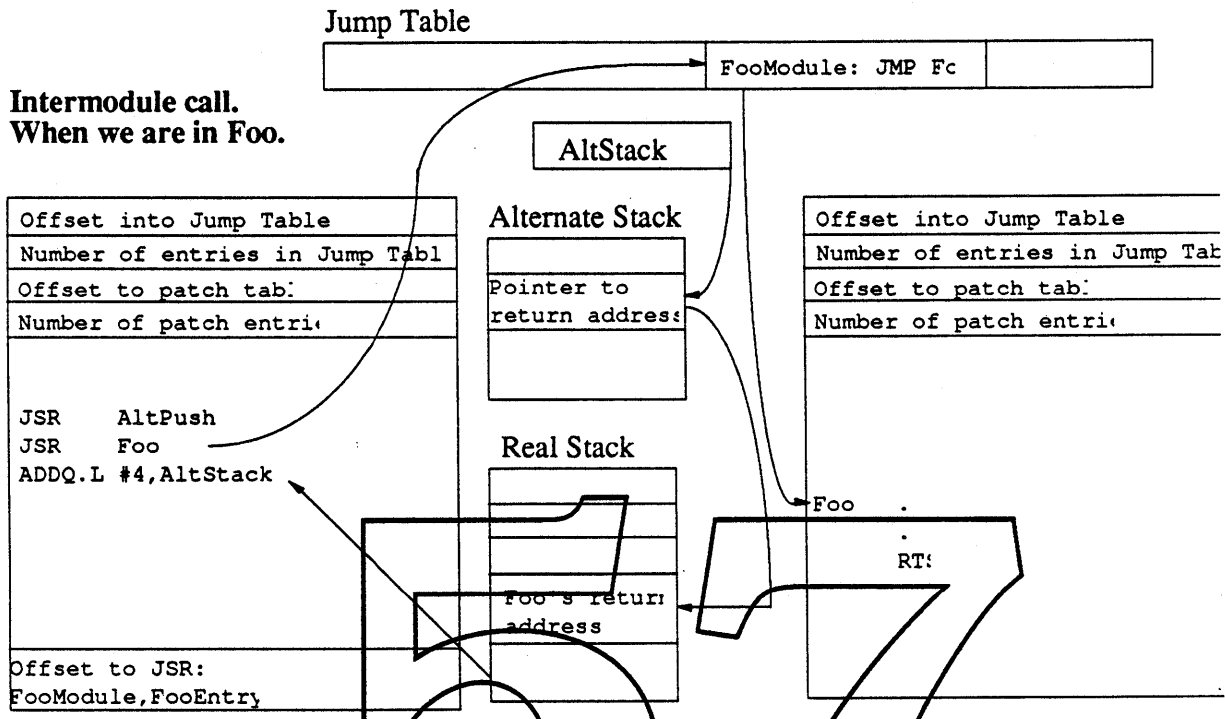 Jump Table
FooModule: JMP Fo
Intermodule call.
When we are in Foo.
AltStack
Offset into Jump Table
Number of entries in Jump Tabl
Offset to patch tab
Number of patch entri
JSR AltPush
JSR Foo
ADDQ.L #4,AltStack
Offset to JSR:
FooModule,FooEntry
Alternate Stack
Pointer to
return address
Real Stack
Foo's return
address
Offset into Jump Table
Number of entries in Jump Tab
Offset to patch tab
Number of patch entri
Foo .
.
RTS
57